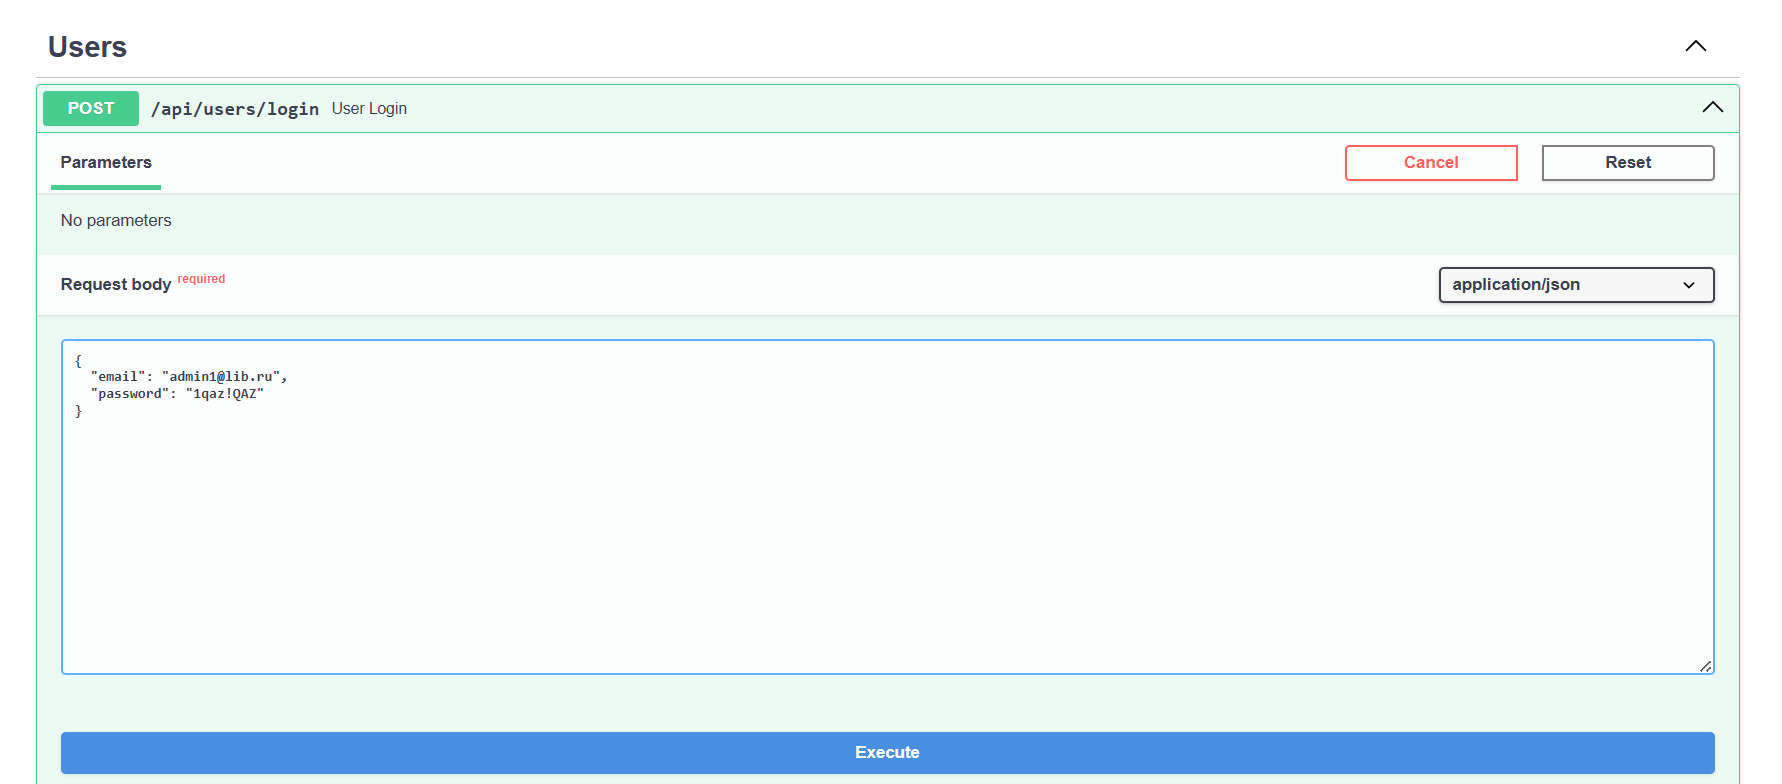 Users
POST /api/users/login User Login
Parameters Cancel Reset
No parameters
Request body required application/json
{
"email": "admin1@lib.ru",
"password": "1qaz!QAZ"
}
Execute